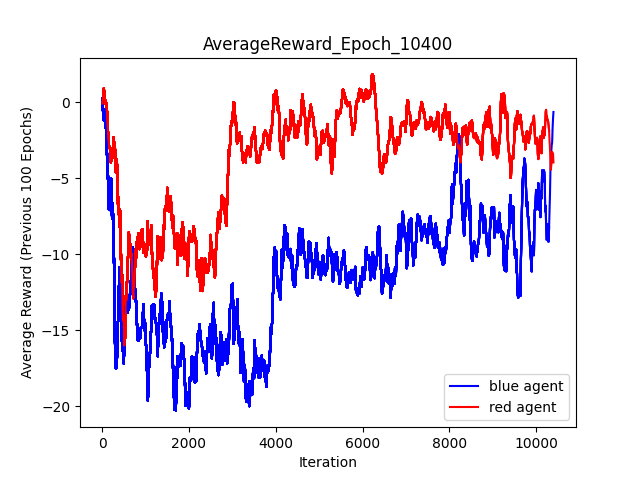 AverageReward_Epoch_10400
Average Reward (Previous 100 Epochs)
0
−5
−10
−15
−20
0
2000
4000
6000
8000
10000
Iteration
blue agent
red agent